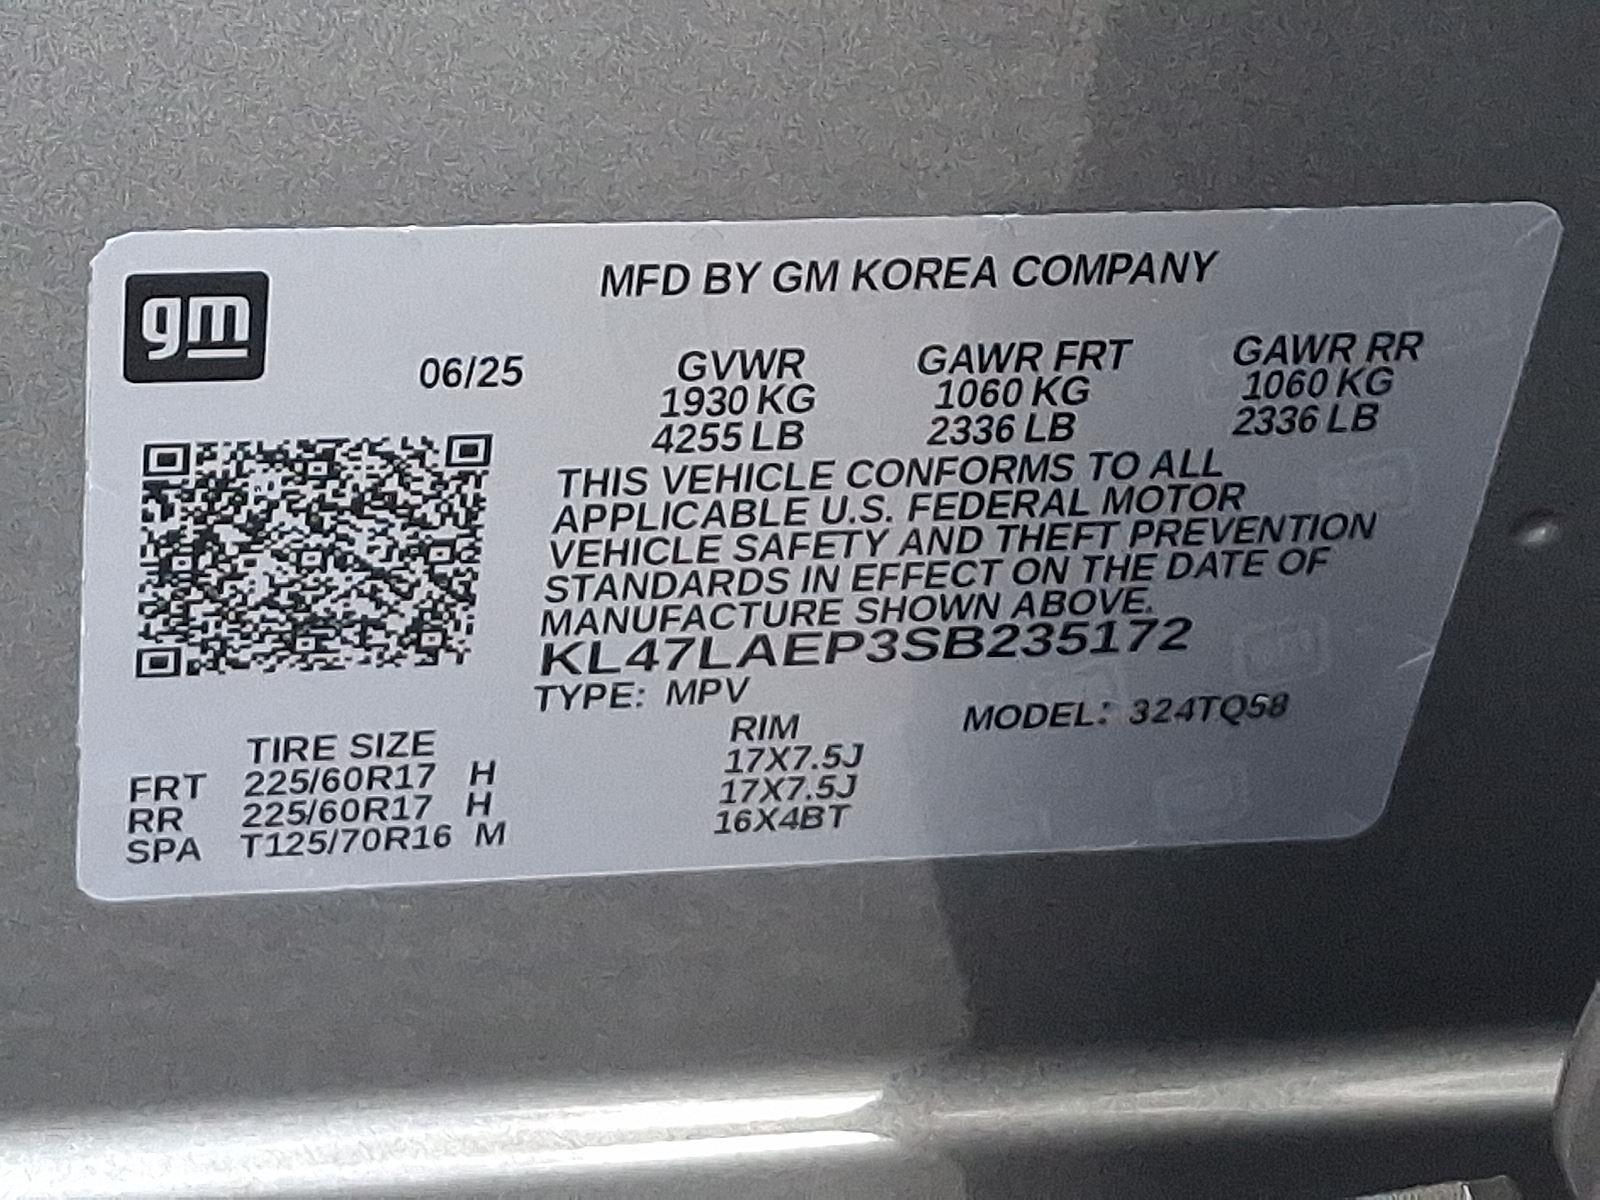 gm
MFD BY GM KOREA COMPANY
06/25
GVWR GAWR FRT GAWR RR
1930 KG 1060 KG 1060 KG
4255 LB 2336 LB 2336 LB
THIS VEHICLE CONFORMS TO ALL
APPLICABLE U.S. FEDERAL MOTOR
VEHICLE SAFETY AND THEFT PREVENTION
STANDARDS IN EFFECT ON THE DATE OF
MANUFACTURE SHOWN ABOVE.
KL47LAEP3SB235172
TYPE: MPV
MODEL: 324TQ58
TIRE SIZE RIM
FRT 225/60R17 H 17X7.5J
RR 225/60R17 H 17X7.5J
SPA T125/70R16 M 16X4BT